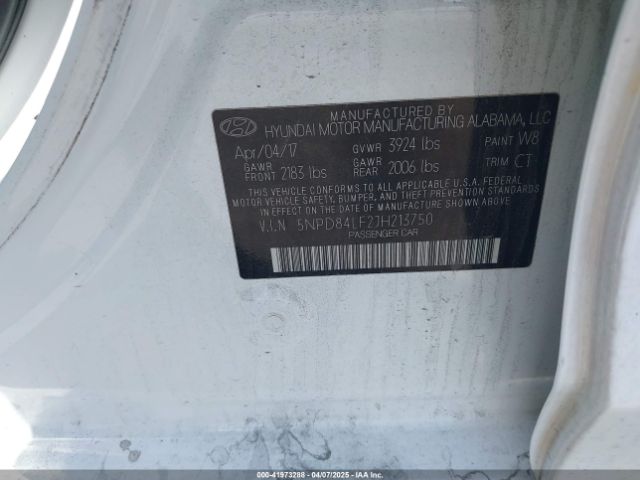 MANUFACTURED BY
HYUNDAI MOTOR MANUFACTURING ALABAMA, LLC
Apr/04/17 GVWR 3924 lbs PAINT W8
GAWR FRONT 2183 lbs GAWR REAR 2006 lbs TRIM CT
THIS VEHICLE CONFORMS TO ALL APPLICABLE U.S.A. FEDERAL
MOTOR VEHICLE SAFETY, BUMPER, AND THEFT PREVENTION STANDARDS
IN EFFECT ON THE DATE OF MANUFACTURE SHOWN ABOVE
V.I.N 5NPD84LF2JH213750
PASSENGER CAR
000-41973288 - 04/07/2025 - IAAI.COM